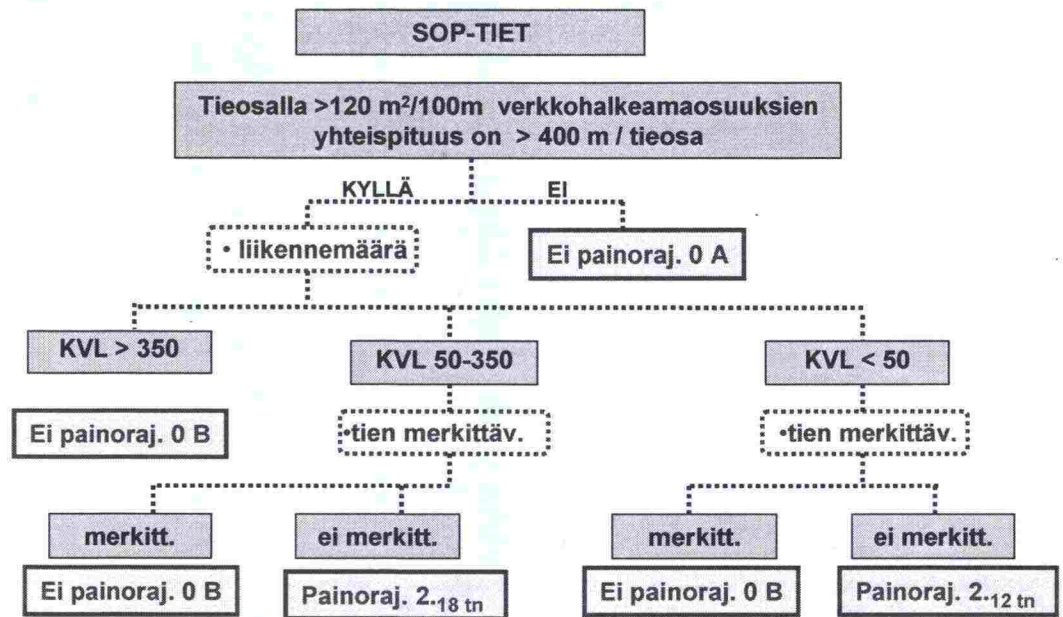 SOP-TIET
Tieosalla >120 m²/100m verkkohalkeamaosuuksien
yhteispituus on > 400 m / tieosa
KYLLÄ EI
• liikennemäärä
Ei painoraj. 0 A
KVL > 350
KVL 50-350
KVL < 50
Ei painoraj. 0 B
•tien merkittäv.
•tien merkittäv.
merkitt.
ei merkitt.
merkitt.
ei merkitt.
Ei painoraj. 0 B
Painoraj. 2.18 tn
Ei painoraj. 0 B
Painoraj. 2.12 tn